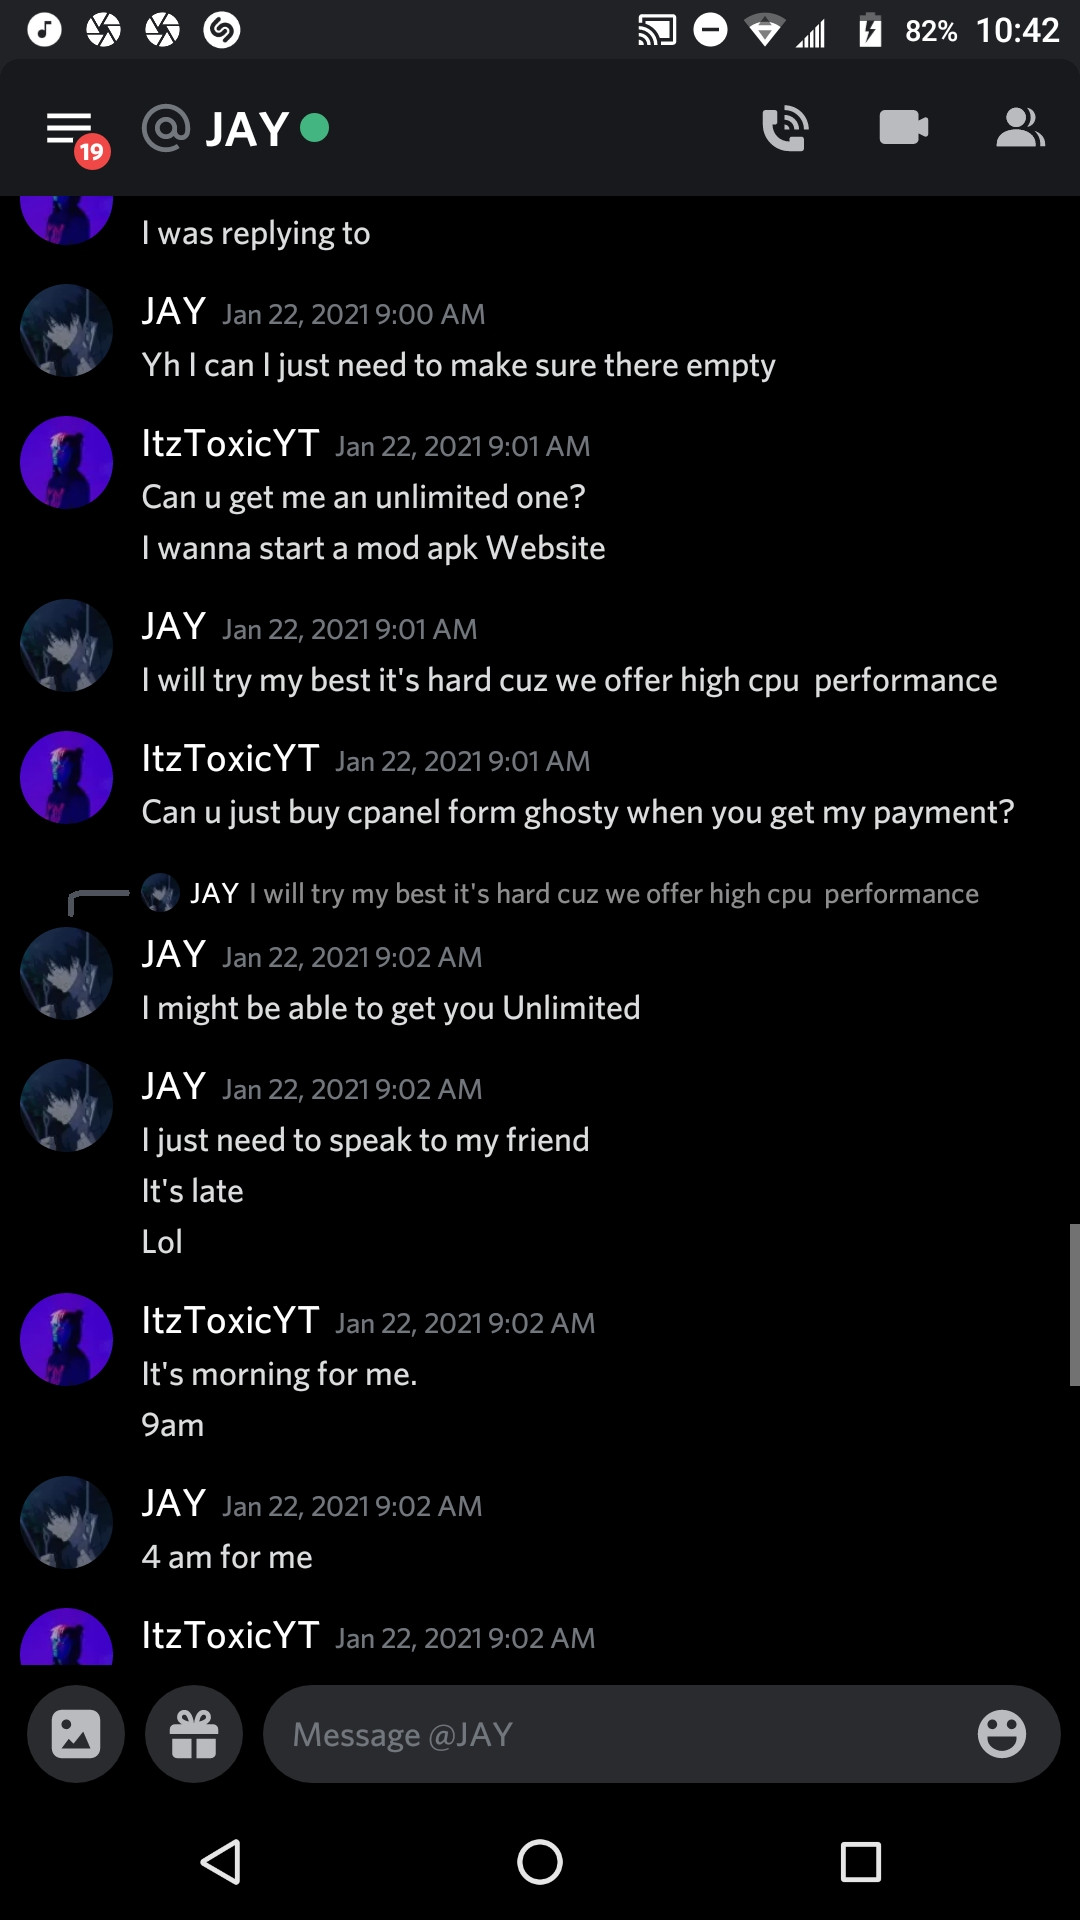 82% 10:42
19
@ JAY
I was replying to
JAY Jan 22, 2021 9:00 AM
Yh I can I just need to make sure there empty
ItzToxicYT Jan 22, 2021 9:01 AM
Can u get me an unlimited one?
I wanna start a mod apk Website
JAY Jan 22, 2021 9:01 AM
I will try my best it's hard cuz we offer high cpu  performance
ItzToxicYT Jan 22, 2021 9:01 AM
Can u just buy cpanel form ghosty when you get my payment?
JAY I will try my best it's hard cuz we offer high cpu  performance
JAY Jan 22, 2021 9:02 AM
I might be able to get you Unlimited
JAY Jan 22, 2021 9:02 AM
I just need to speak to my friend
It's late
Lol
ItzToxicYT Jan 22, 2021 9:02 AM
It's morning for me.
9am
JAY Jan 22, 2021 9:02 AM
4 am for me
ItzToxicYT Jan 22, 2021 9:02 AM
Message @JAY